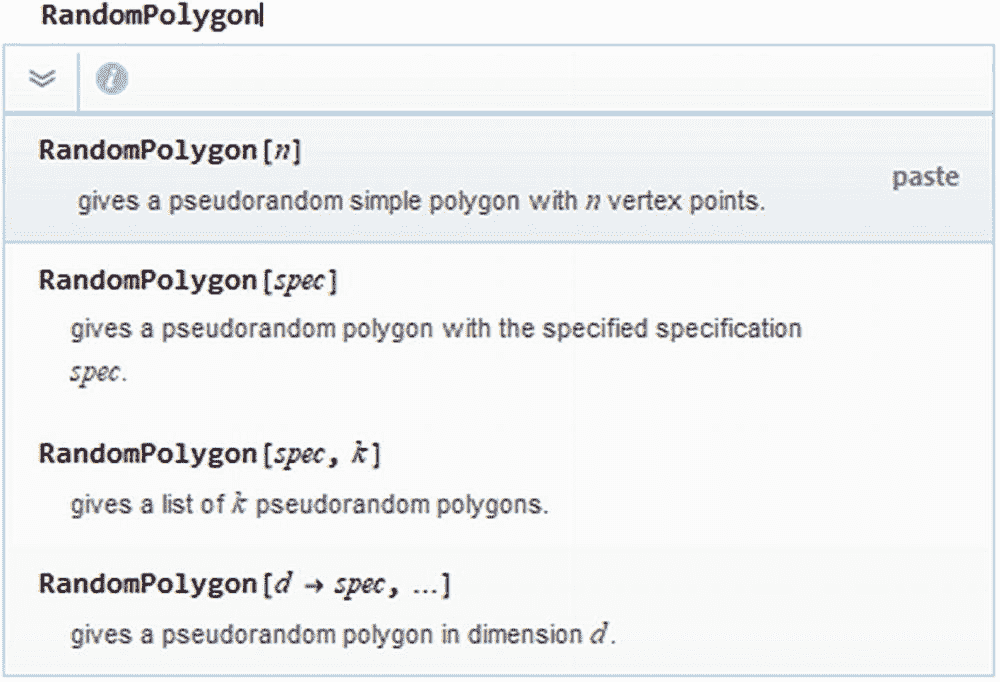 RandomPolygon
RandomPolygon[n]
paste
gives a pseudorandom simple polygon with n vertex points.
RandomPolygon[spec]
gives a pseudorandom polygon with the specified specification
spec.
RandomPolygon[spec, k]
gives a list of k pseudorandom polygons.
RandomPolygon[d → spec, ...]
gives a pseudorandom polygon in dimension d.